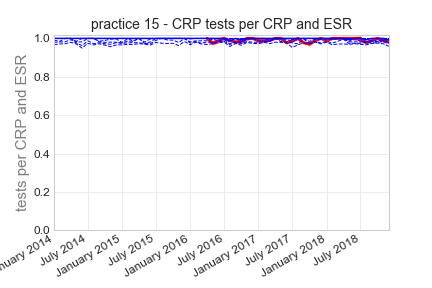 practice 15 - CRP tests per CRP and ESR
tests per CRP and ESR
1.0
0.8
0.6
0.4
0.2
0.0
2014
July 2014
January 2015
July 2015
January 2016
July 2016
January 2017
July 2017
January 2018
July 2018